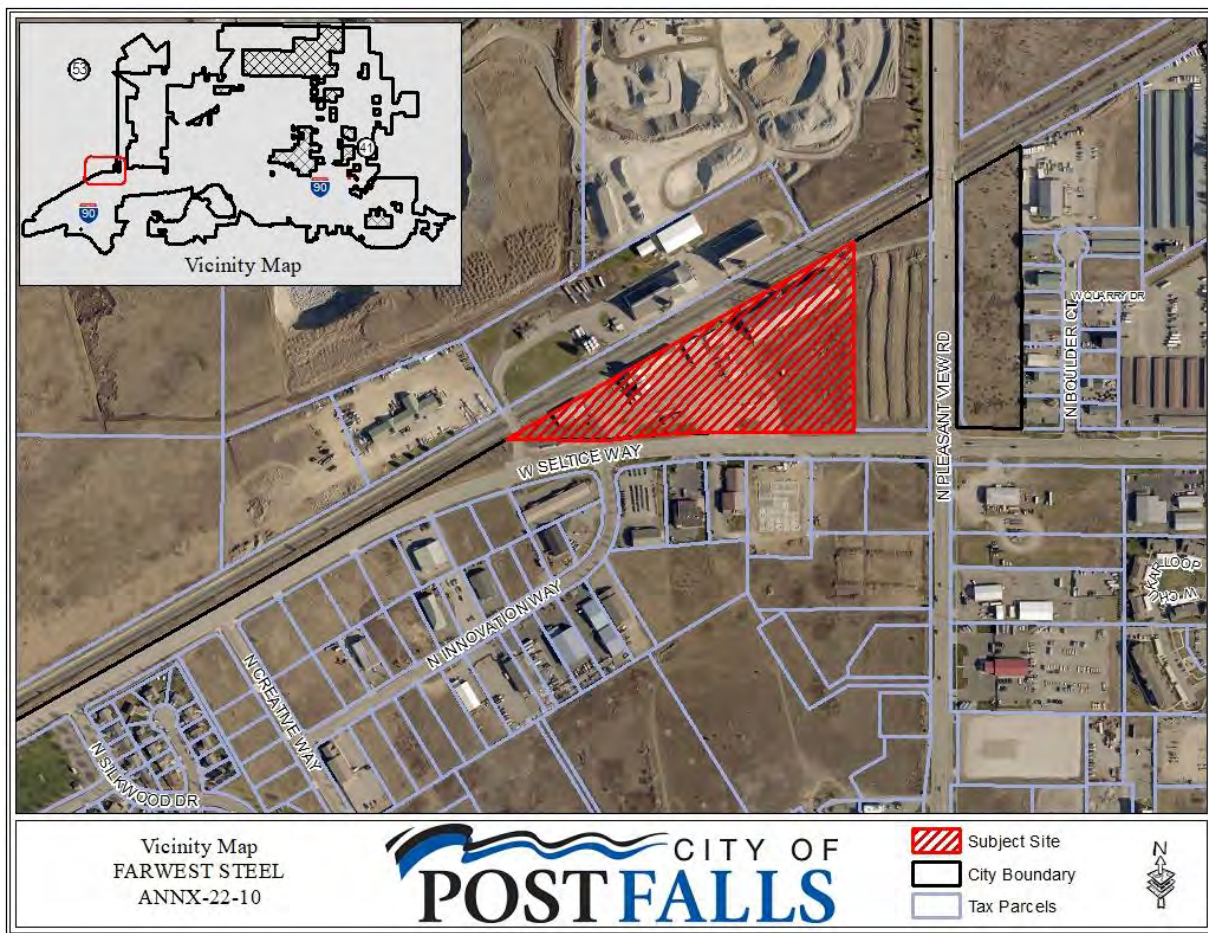 53
41
90
90
Vicinity Map
W QUARRY DR
N BOULDER CT
N PLEASANT VIEW RD
W SELTICE WAY
N INNOVATION WAY
N CREATIVE WAY
N SILKWOOD DR
LOOP
Vicinity Map
FARWEST STEEL
ANNX-22-10
CITY OF
POST FALLS
Subject Site
City Boundary
Tax Parcels
N